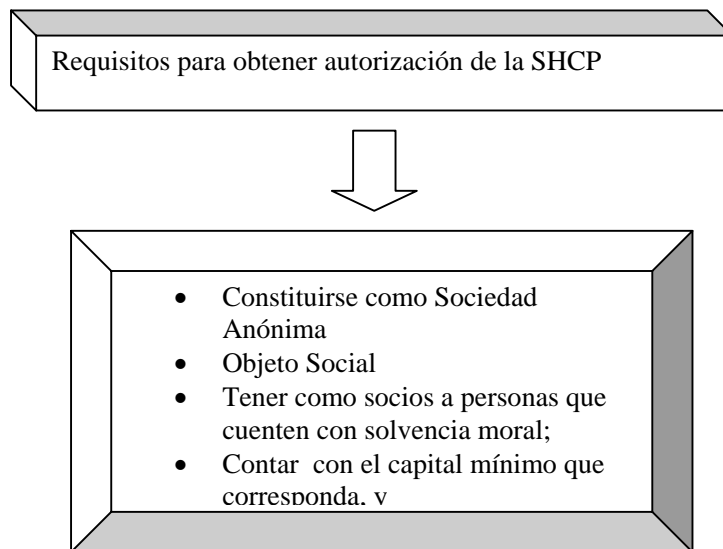 Requisitos para obtener autorización de la SHCP
• Constituirse como Sociedad
Anónima
• Objeto Social
• Tener como socios a personas que
cuenten con solvencia moral;
• Contar con el capital mínimo que
corresponda, y